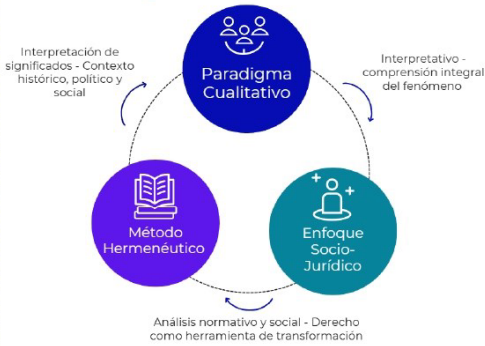 Interpretación de
significados - Contexto
histórico, político y
social
Paradigma
Cualitativo
Interpretativo -
comprensión integral
del fenómeno
Método
Hermenéutico
Enfoque
Socio-
Jurídico
Análisis normativo y social - Derecho
como herramienta de transformación